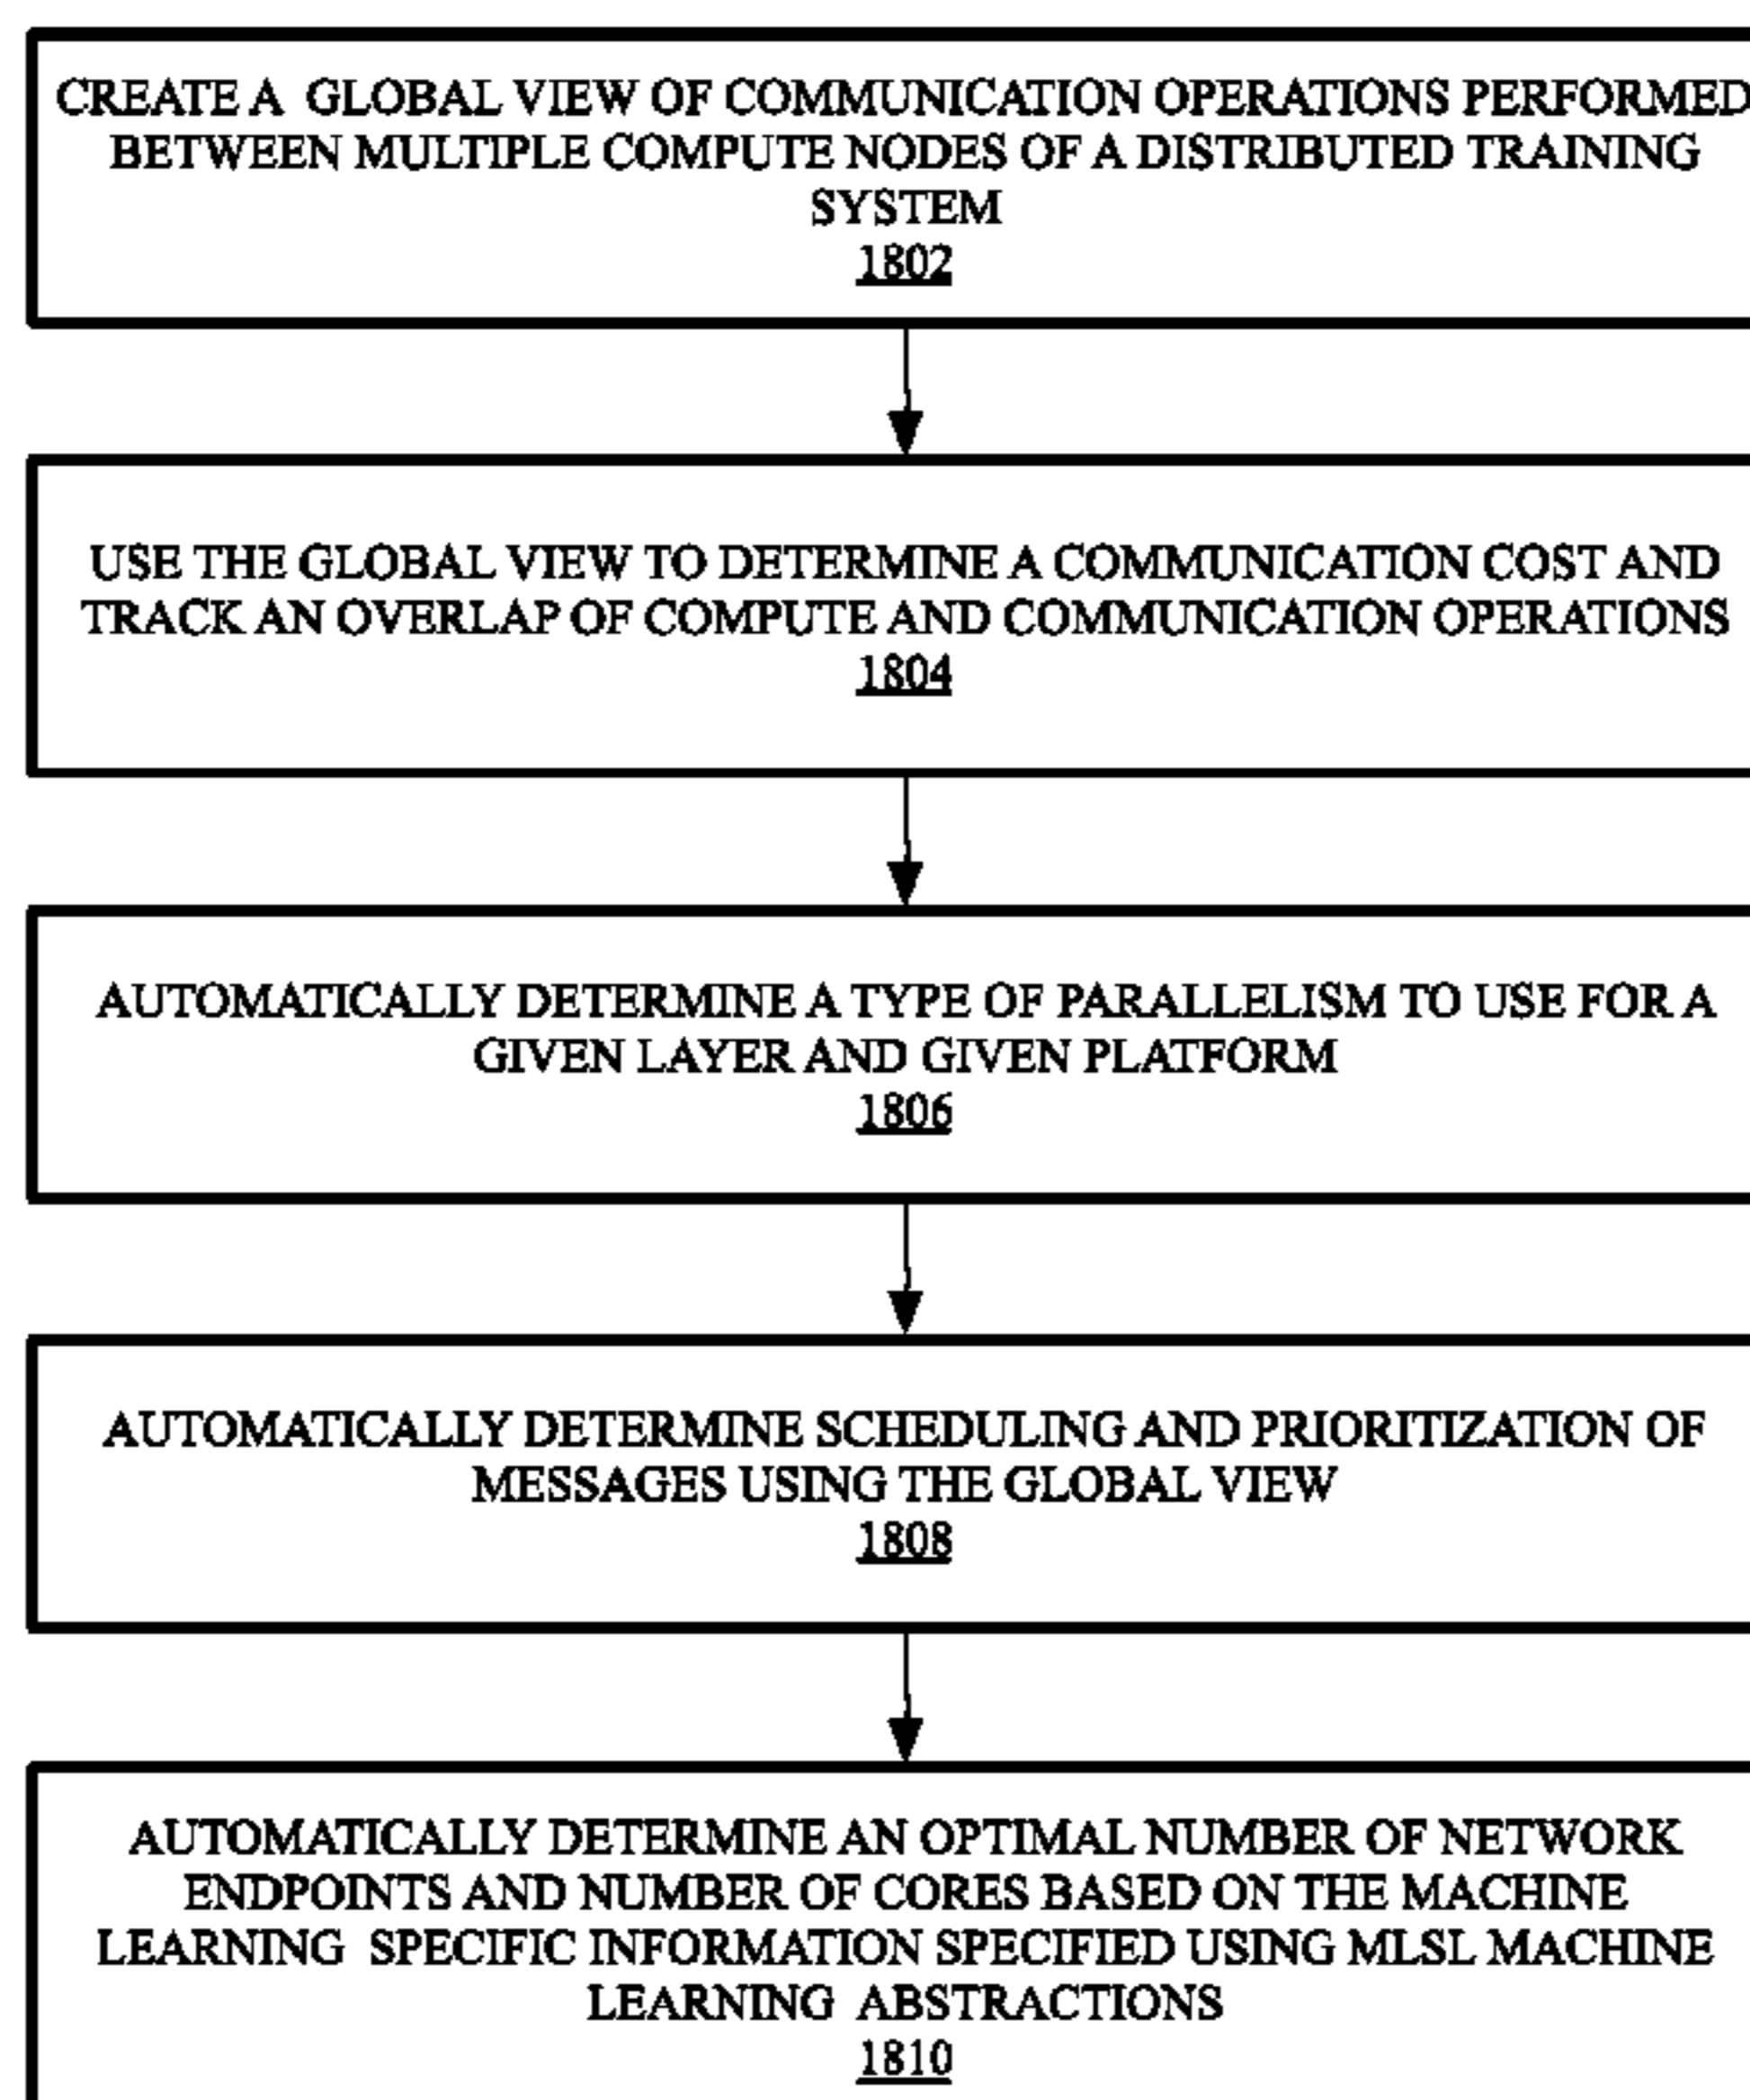 CREATE A GLOBAL VIEW OF COMMUNICATION OPERATIONS PERFORMED
BETWEEN MULTIPLE COMPUTE NODES OF A DISTRIBUTED TRAINING
SYSTEM
1802
USE THE GLOBAL VIEW TO DETERMINE A COMMUNICATION COST AND
TRACK AN OVERLAP OF COMPUTE AND COMMUNICATION OPERATIONS
1804
AUTOMATICALLY DETERMINE A TYPE OF PARALLELISM TO USE FOR A
GIVEN LAYER AND GIVEN PLATFORM
1806
AUTOMATICALLY DETERMINE SCHEDULING AND PRIORITIZATION OF
MESSAGES USING THE GLOBAL VIEW
1808
AUTOMATICALLY DETERMINE AN OPTIMAL NUMBER OF NETWORK
ENDPOINTS AND NUMBER OF CORES BASED ON THE MACHINE
LEARNING SPECIFIC INFORMATION SPECIFIED USING MLSL MACHINE
LEARNING ABSTRACTIONS
1810